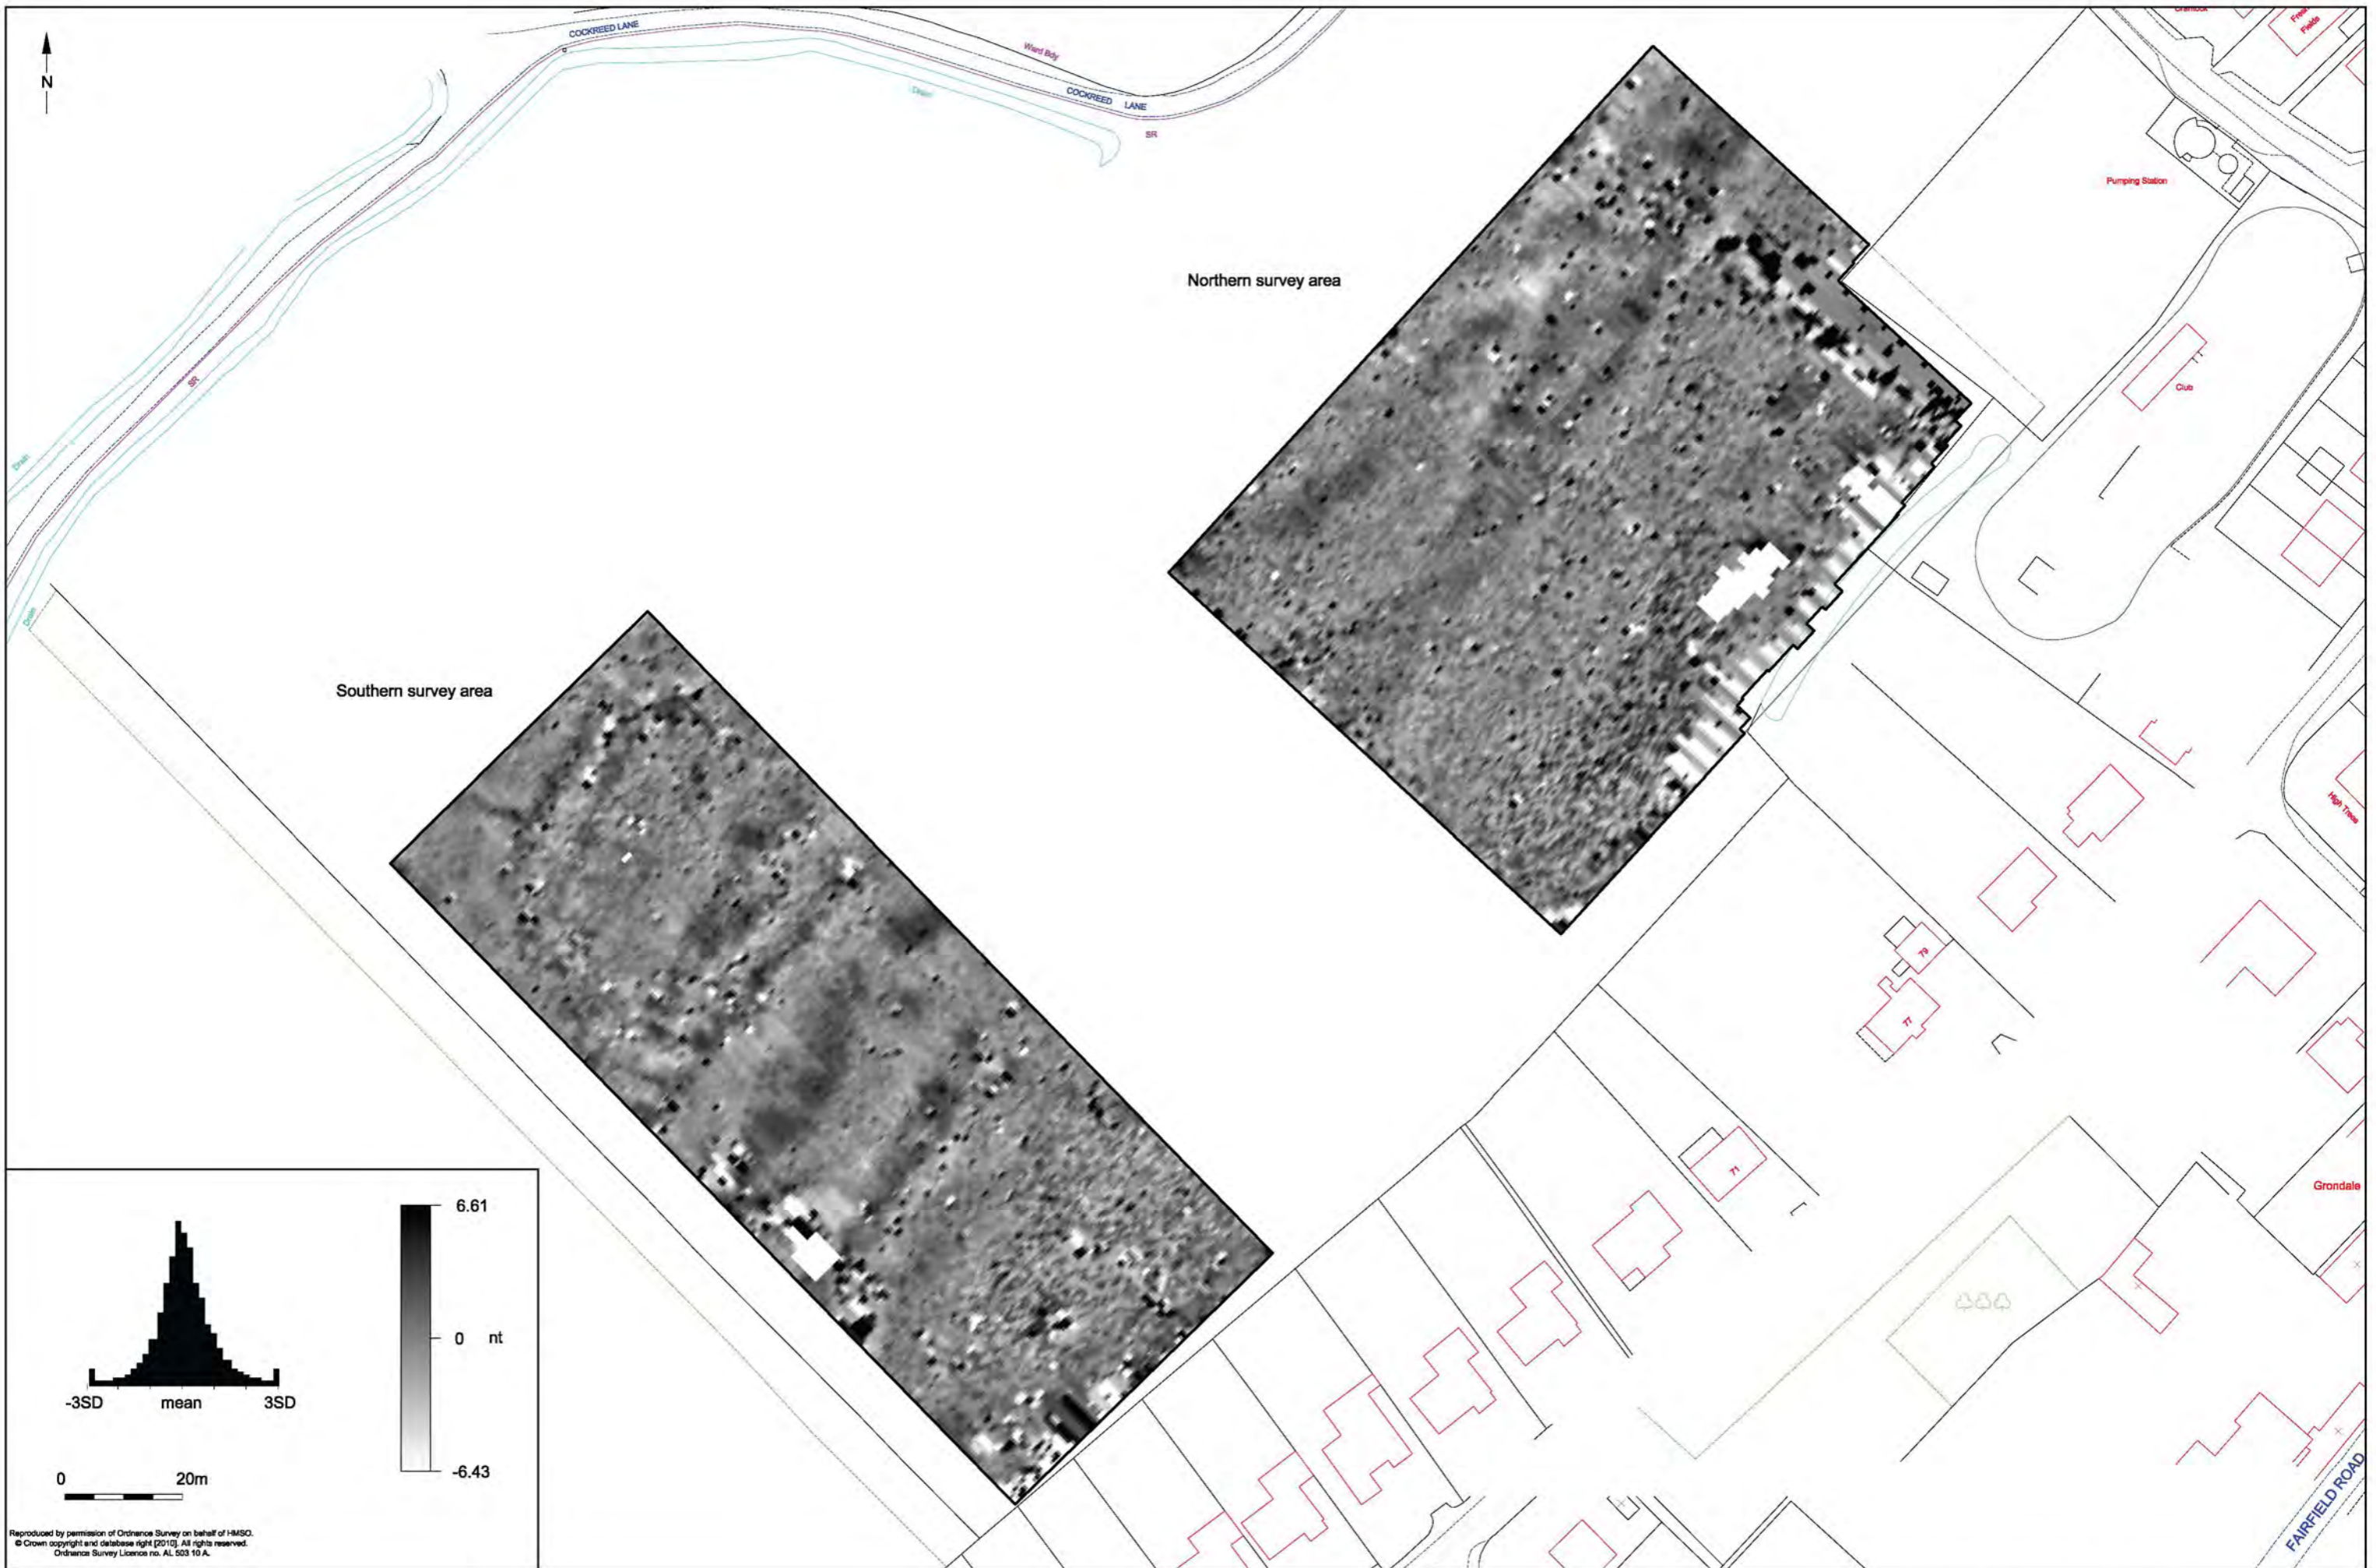 N
COCKREED LANE
Ward Bdy
COCKREED LANE
Drain
SR
Pumping Station
Fields
Northern survey area
Club
SR
Drain
Drain
Southern survey area
High Trees
79
77
71
Grondale
6.61
0 nt
-6.43
-3SD mean 3SD
0 20m
FAIRFIELD ROAD
Reproduced by permission of Ordnance Survey on behalf of HMSO.
© Crown copyright and database right [2010]. All rights reserved.
Ordnance Survey Licence no. AL 503 10 A.